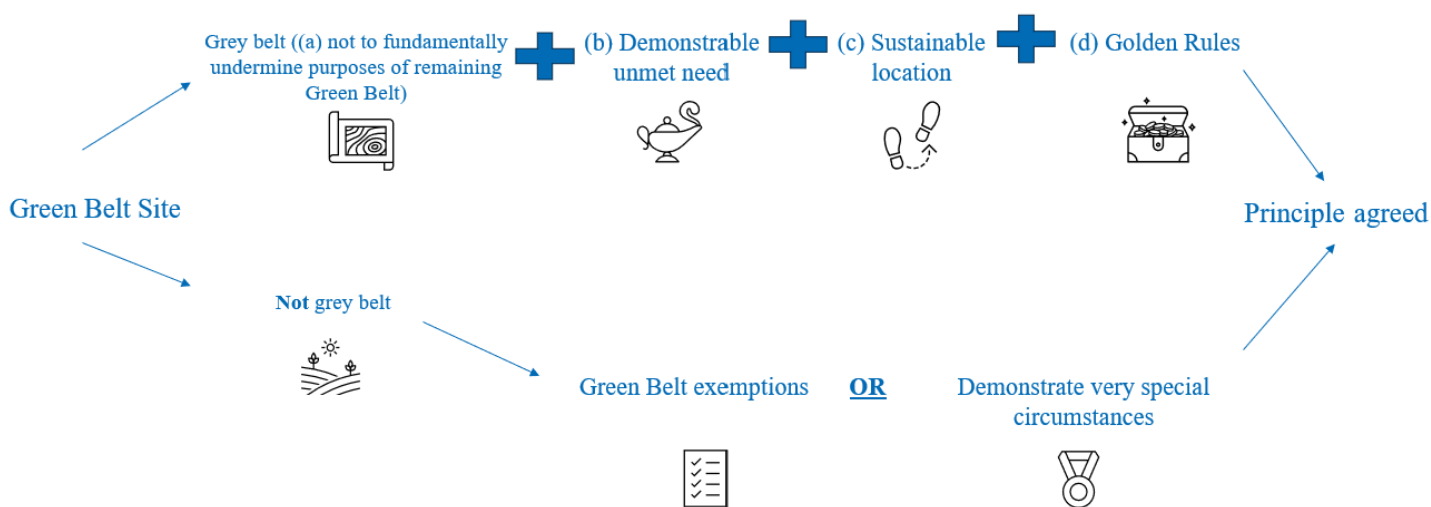 Grey belt ((a) not to fundamentally
undermine purposes of remaining
Green Belt)
(b) Demonstrable
unmet need
(c) Sustainable
location
(d) Golden Rules
Green Belt Site
Principle agreed
Not grey belt
Green Belt exemptions
OR
Demonstrate very special
circumstances